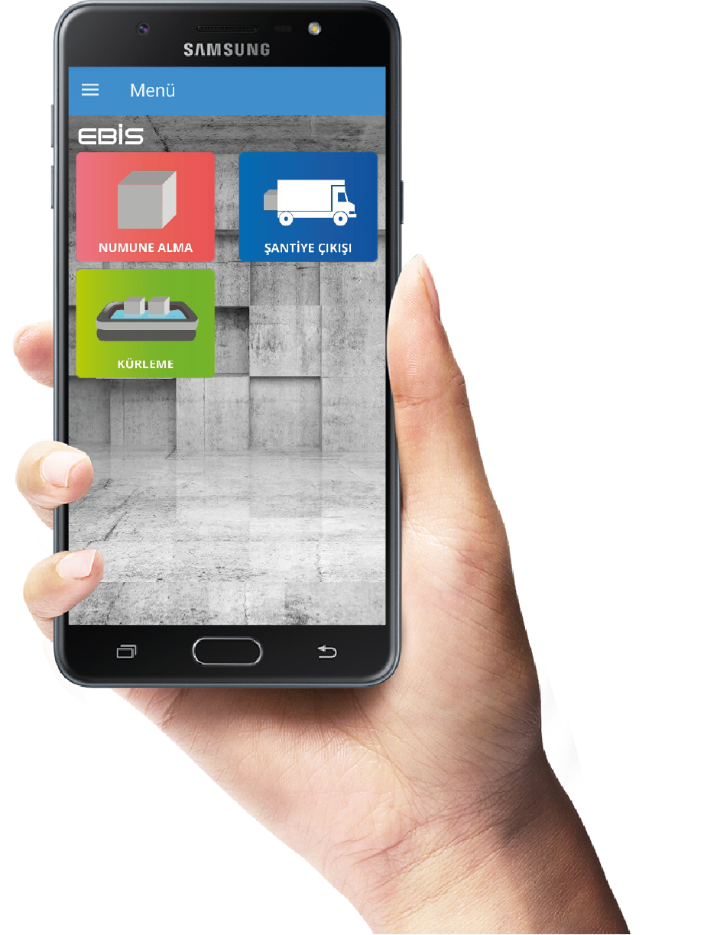 SAMSUNG
Menü
EBİS
NUMUNE ALMA
ŞANTİYE ÇIKIŞI
KÜRLEME